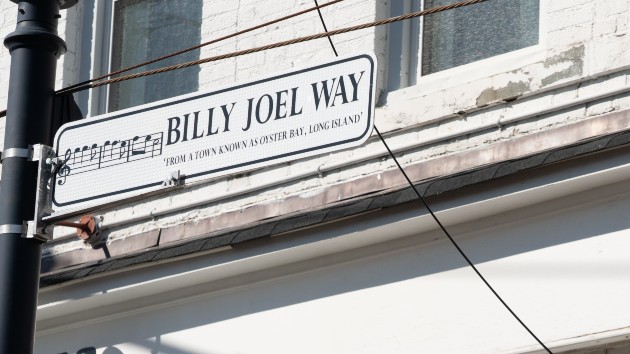 BILLY JOEL WAY
'FROM A TOWN KNOWN AS OYSTER BAY, LONG ISLAND'